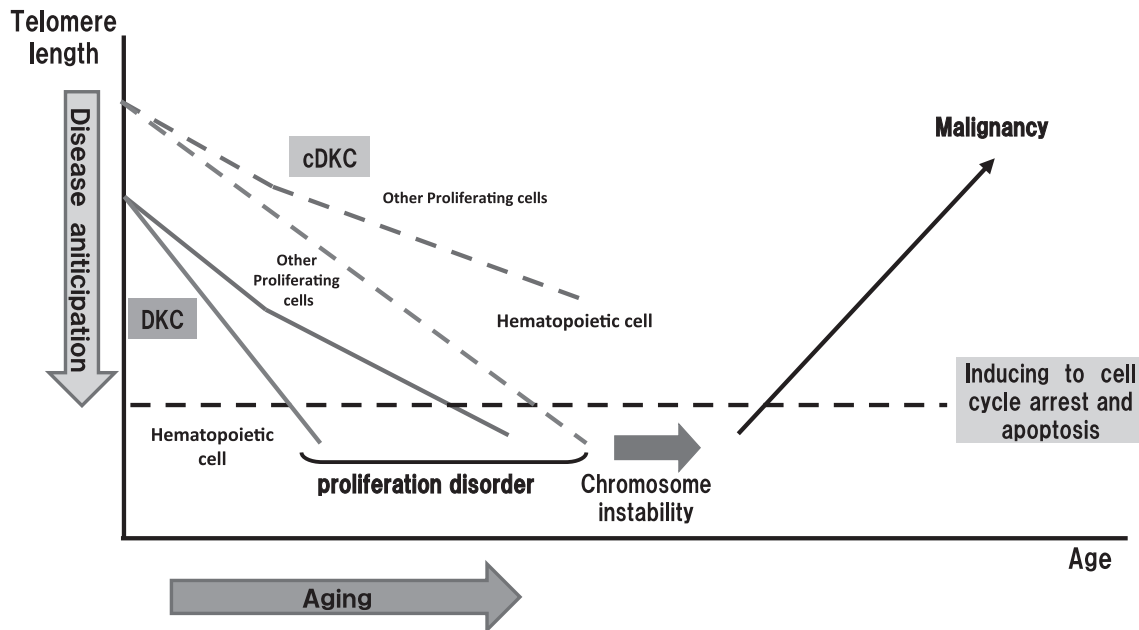 Telomere
length
Disease aniticipation
cDKC
Other Proliferating cells
Malignancy
Other
Proliferating
cells
DKC
Hematopoietic cell
Inducing to cell
cycle arrest and
apoptosis
Hematopoietic
cell
proliferation disorder
Chromosome
instability
Age
Aging